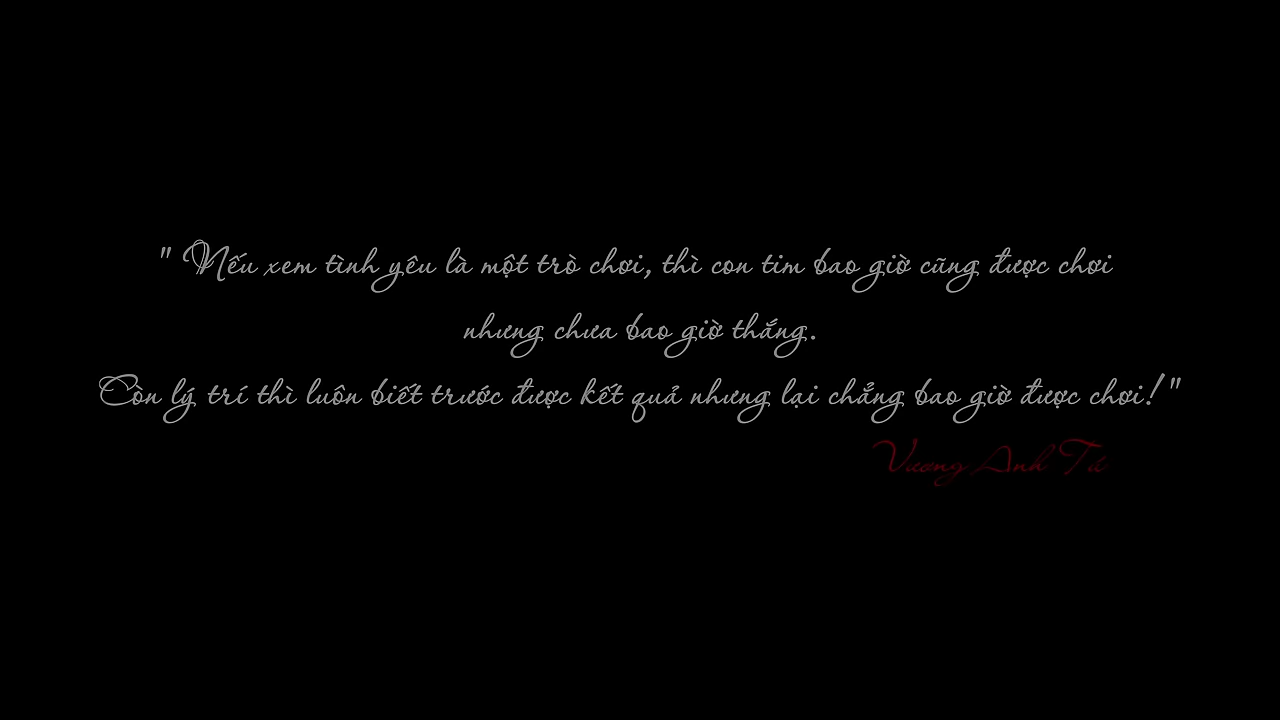 " Nếu xem tình yêu là một trò chơi, thì con tim bao giờ cũng được chơi
nhưng chưa bao giờ thắng.
Còn lý trí thì luôn biết trước được kết quả nhưng lại chẳng bao giờ được chơi! "
Vương Anh Tú